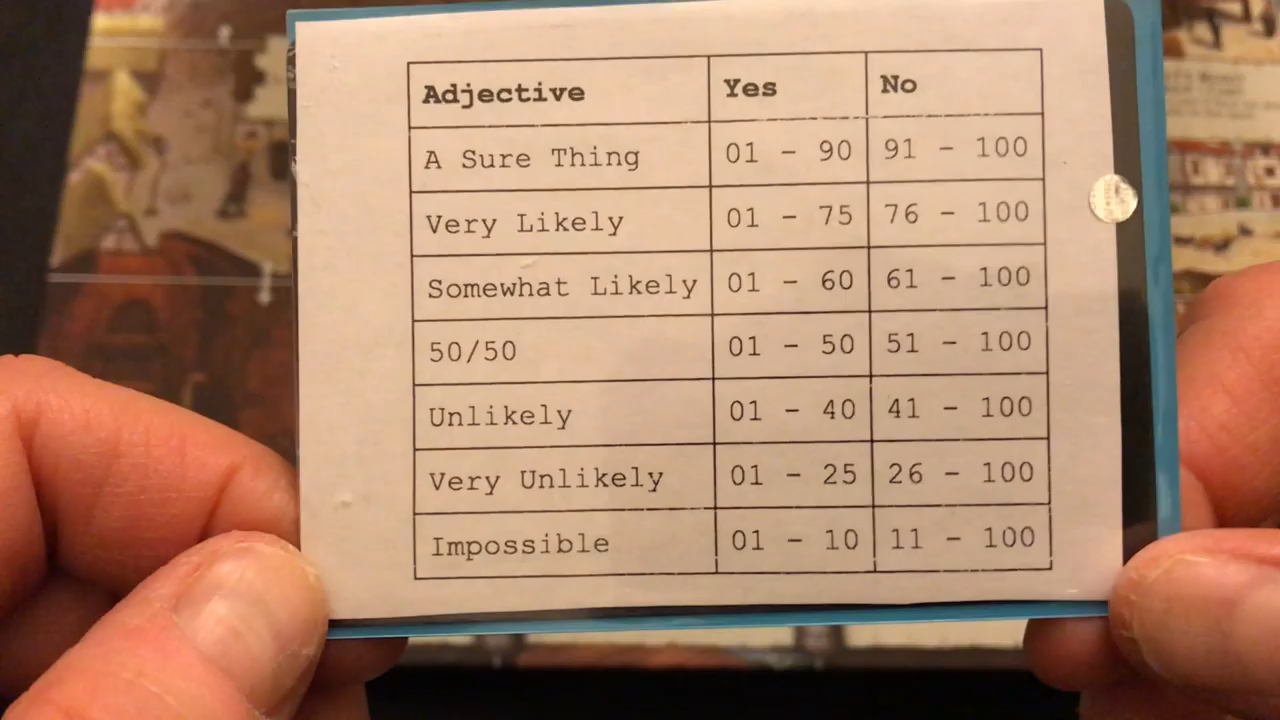 Adjective Yes No
A Sure Thing 01 - 90 91 - 100
Very Likely 01 - 75 76 - 100
Somewhat Likely 01 - 60 61 - 100
50/50 01 - 50 51 - 100
Unlikely 01 - 40 41 - 100
Very Unlikely 01 - 25 26 - 100
Impossible 01 - 10 11 - 100